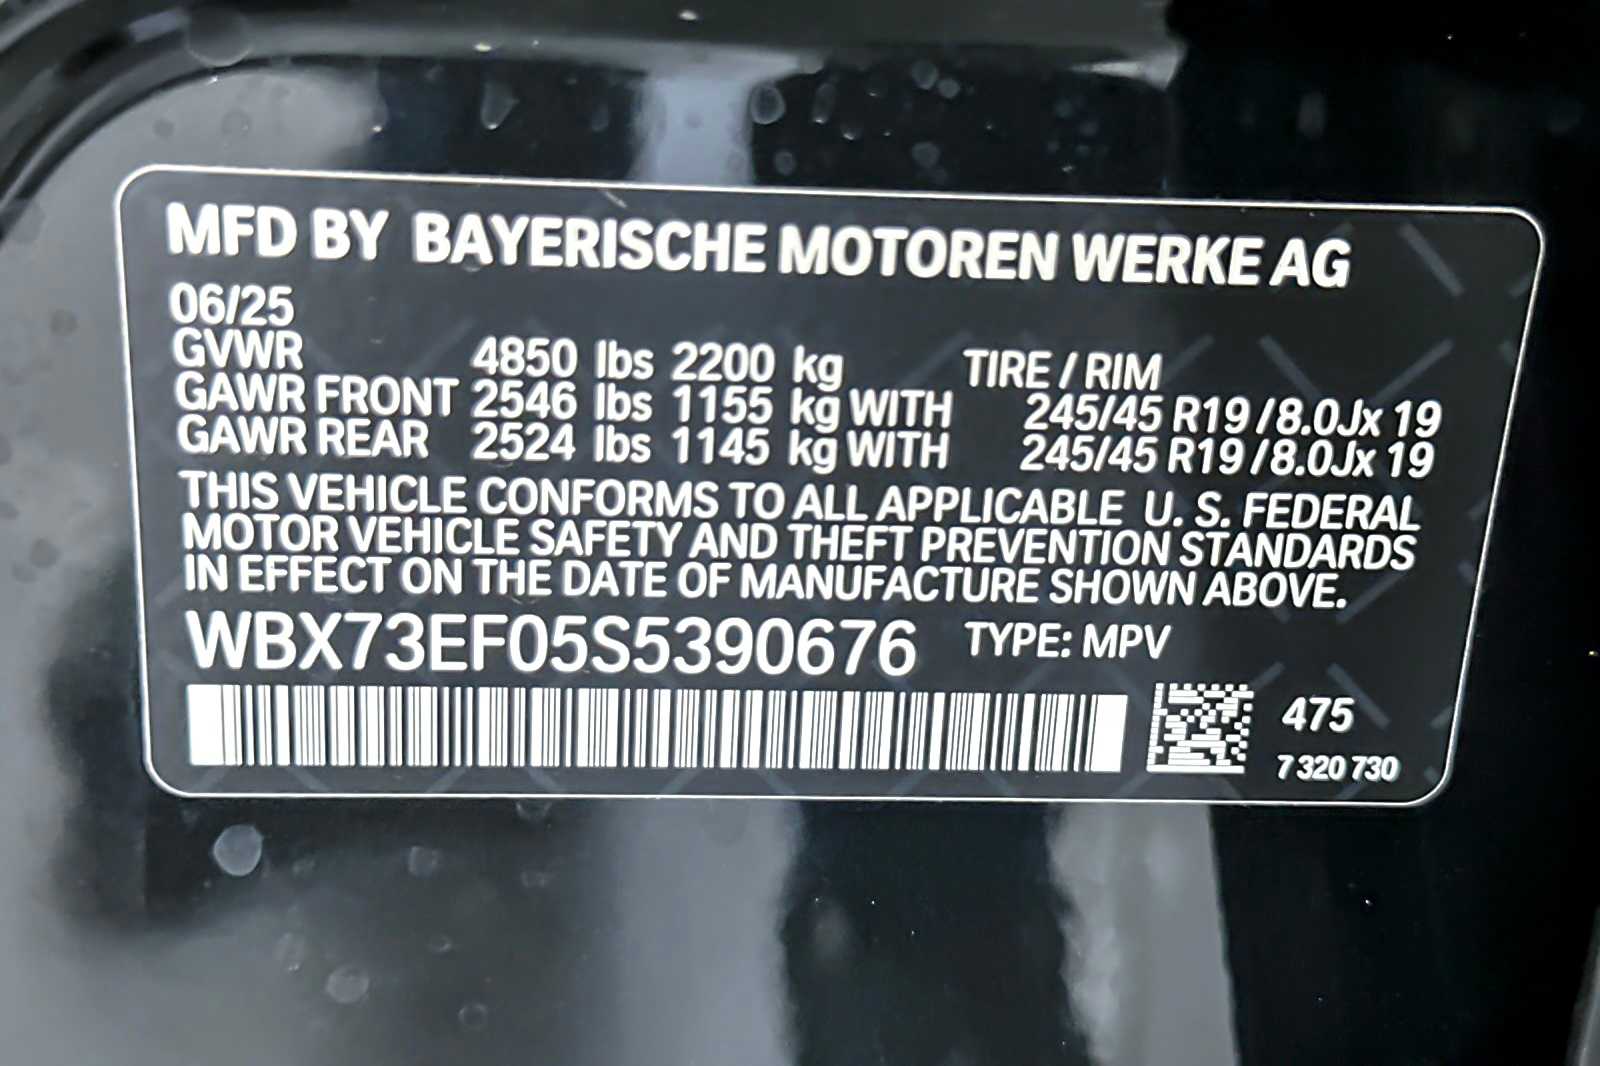 MFD BY BAYERISCHE MOTOREN WERKE AG
06/25
GVWR 4850 lbs 2200 kg TIRE / RIM
GAWR FRONT 2546 lbs 1155 kg WITH 245/45 R19 /8.0Jx 19
GAWR REAR 2524 lbs 1145 kg WITH 245/45 R19 /8.0Jx 19
THIS VEHICLE CONFORMS TO ALL APPLICABLE U. S. FEDERAL
MOTOR VEHICLE SAFETY AND THEFT PREVENTION STANDARDS
IN EFFECT ON THE DATE OF MANUFACTURE SHOWN ABOVE.
WBX73EF05S5390676 TYPE: MPV
475
7 320 730